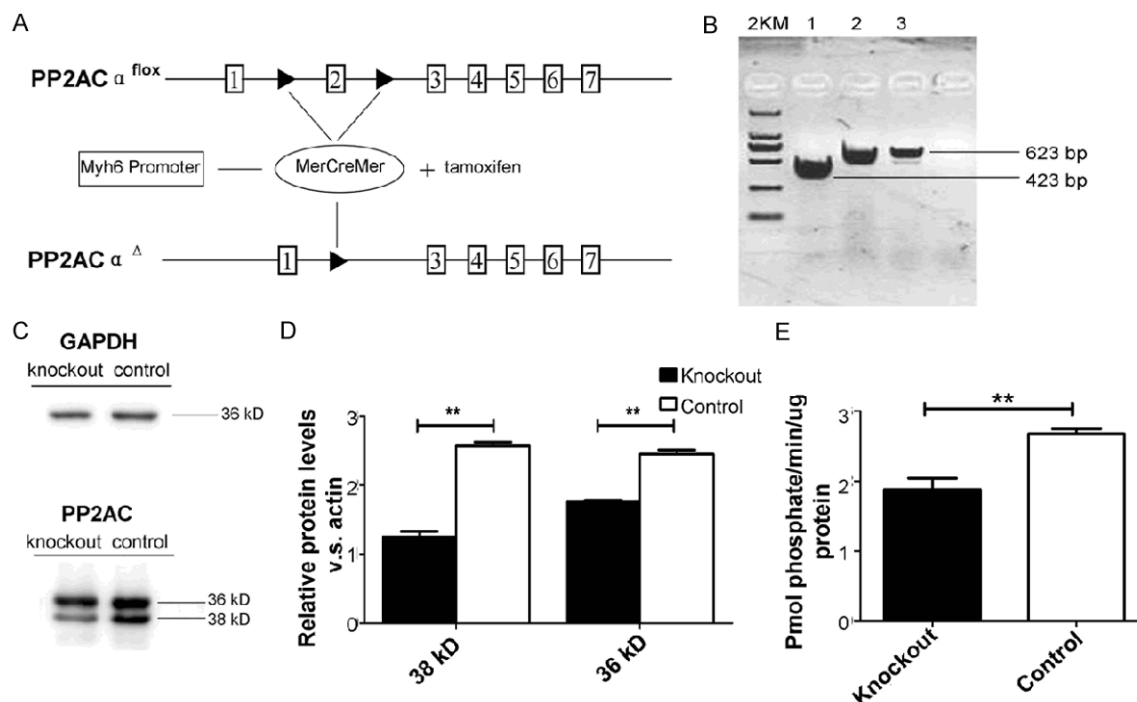 A
PP2AC α flox
1 2 3 4 5 6 7
Myh6 Promoter
MerCreMer
+ tamoxifen
PP2AC α Δ
1 3 4 5 6 7
B
2KM 1 2 3
623 bp
423 bp
C
GAPDH
knockout control
36 kD
PP2AC
knockout control
36 kD
38 kD
D
Knockout
Control
Relative protein levels
v.s. actin
3
2
1
0
**
**
38 kD
36 kD
E
Pmol phosphate/min/ug
protein
3
2
1
0
**
Knockout
Control